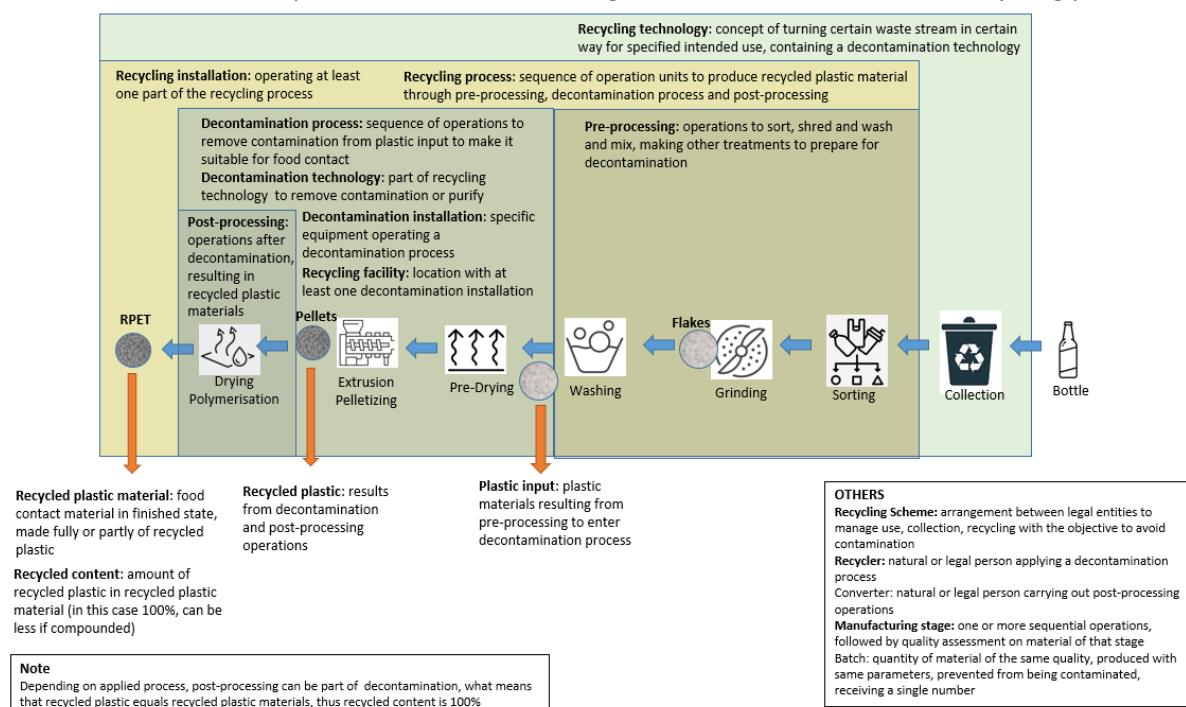 Recycling technology: concept of turning certain waste stream in certain
way for specified intended use, containing a decontamination technology
Recycling installation: operating at least
one part of the recycling process
Recycling process: sequence of operation units to produce recycled plastic material
through pre-processing, decontamination process and post-processing
Decontamination process: sequence of operations to
remove contamination from plastic input to make it
suitable for food contact
Decontamination technology: part of recycling
technology to remove contamination or purify
Pre-processing: operations to sort, shred and wash
and mix, making other treatments to prepare for
decontamination
Post-processing:
operations after
decontamination,
resulting in
recycled plastic
materials
Decontamination installation: specific
equipment operating a
decontamination process
Recycling facility: location with at
least one decontamination installation
RPET
Pellets
Flakes
Drying
Polymerisation
Extrusion
Pelletizing
Pre-Drying
Washing
Grinding
Sorting
Collection
Bottle
Recycled plastic material: food
contact material in finished state,
made fully or partly of recycled
plastic
Recycled content: amount of
recycled plastic in recycled plastic
material (in this case 100%, can be
less if compounded)
Recycled plastic: results
from decontamination
and post-processing
operations
Plastic input: plastic
materials resulting from
pre-processing to enter
decontamination process
OTHERS
Recycling Scheme: arrangement between legal entities to
manage use, collection, recycling with the objective to avoid
contamination
Recycler: natural or legal person applying a decontamination
process
Converter: natural or legal person carrying out post-processing
operations
Manufacturing stage: one or more sequential operations,
followed by quality assessment on material of that stage
Batch: quantity of material of the same quality, produced with
same parameters, prevented from being contaminated,
receiving a single number
Note
Depending on applied process, post-processing can be part of decontamination, what means
that recycled plastic equals recycled plastic materials, thus recycled content is 100%